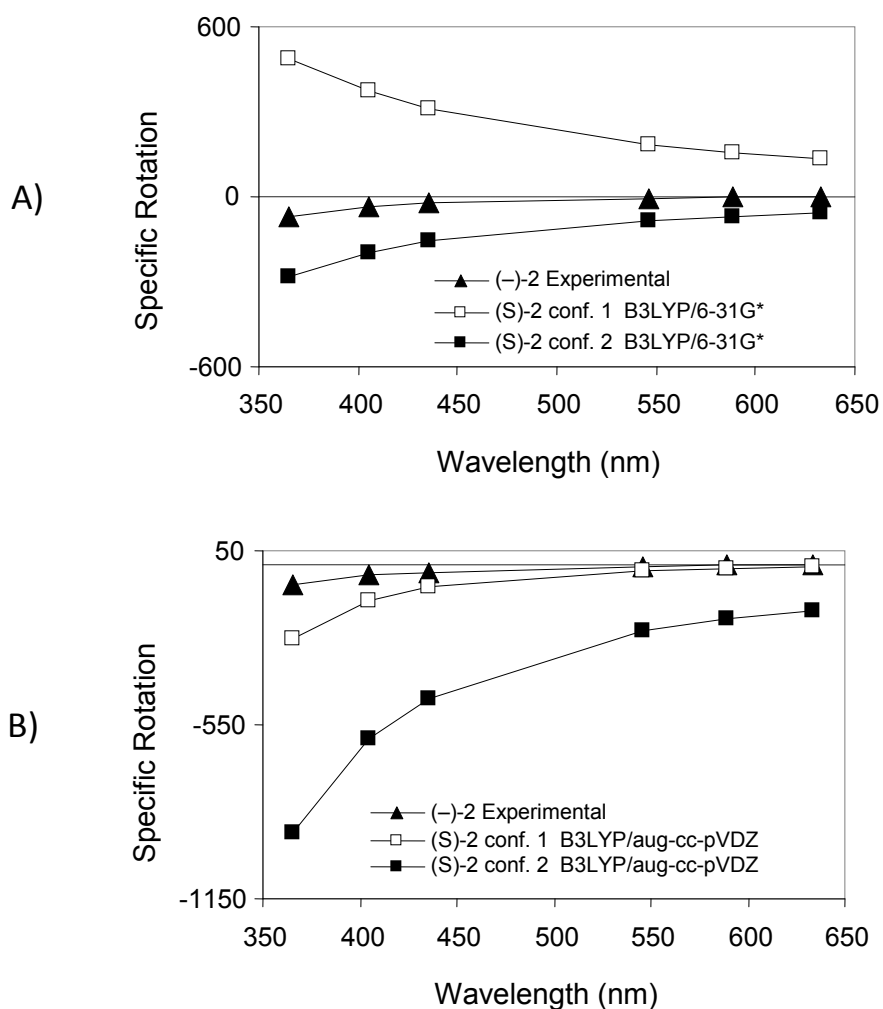 A)
Specific Rotation
600
0
-600
(–)-2 Experimental
(S)-2 conf. 1 B3LYP/6-31G*
(S)-2 conf. 2 B3LYP/6-31G*
350 400 450 500 550 600 650
Wavelength (nm)
B)
Specific Rotation
50
-550
-1150
(–)-2 Experimental
(S)-2 conf. 1 B3LYP/aug-cc-pVDZ
(S)-2 conf. 2 B3LYP/aug-cc-pVDZ
350 400 450 500 550 600 650
Wavelength (nm)